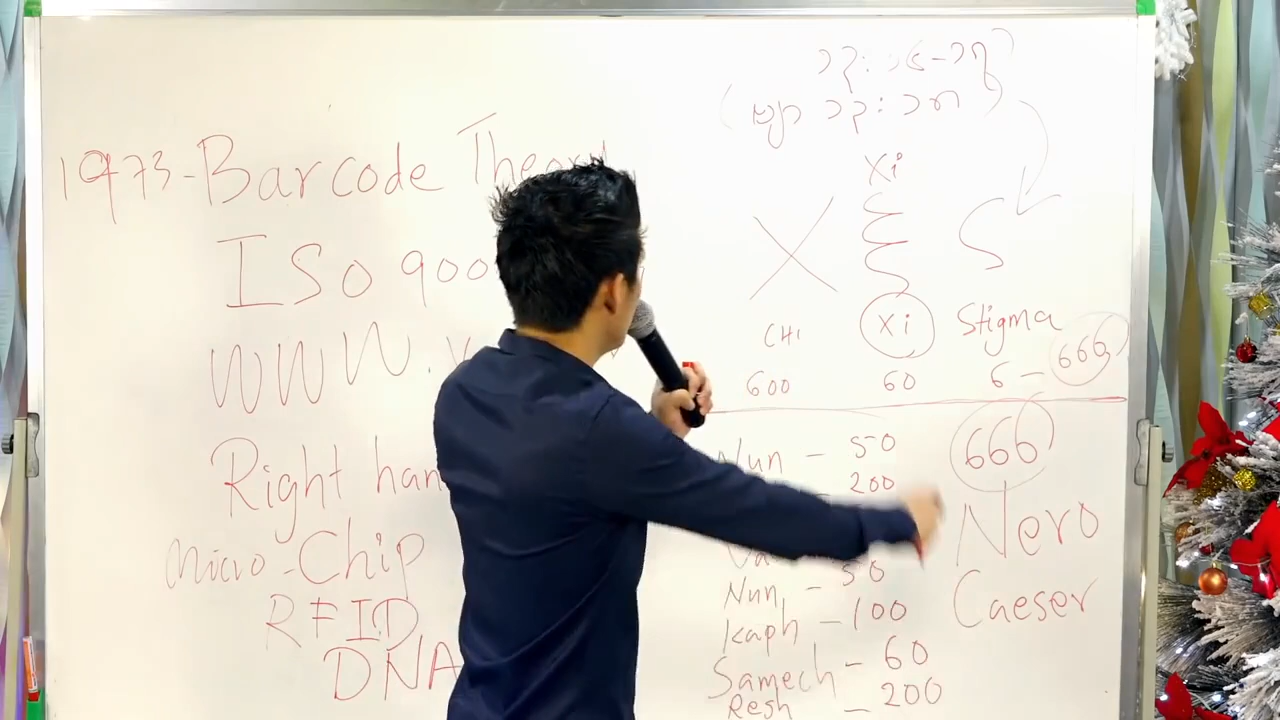 1973-Barcode Theory
ISO 900
WWW.
Right han
Micro-Chip
RFID
DNA
Xi
X ξ ς
CHI Xi Stigma
600 60 6 - 666
Nun - 50
200
666
Nero
Caeser
50
Nun -
Kaph - 100
Samech - 60
Resh - 200